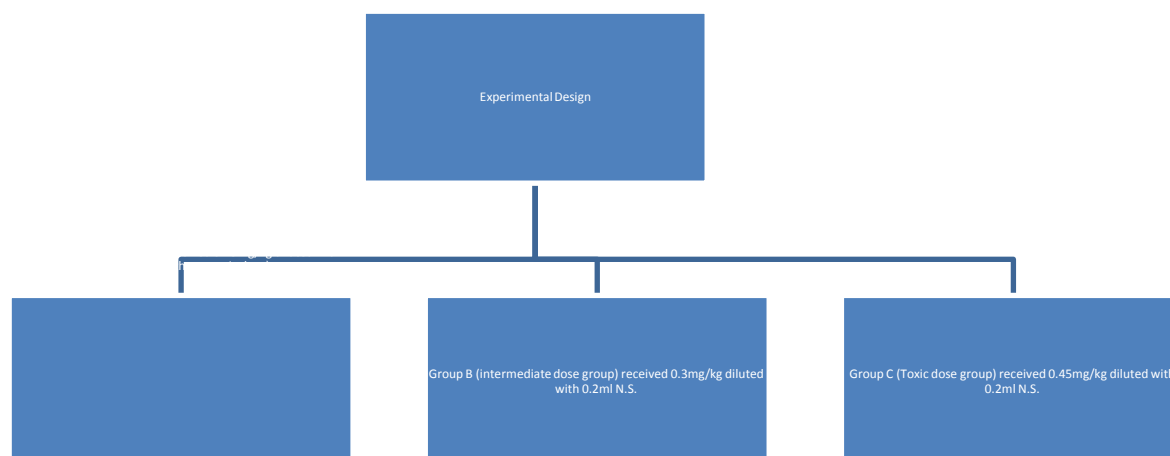 Experimental Design
Group B (intermediate dose group) received 0.3mg/kg diluted
with 0.2ml N.S.
Group C (Toxic dose group) received 0.45mg/kg diluted with
0.2ml N.S.